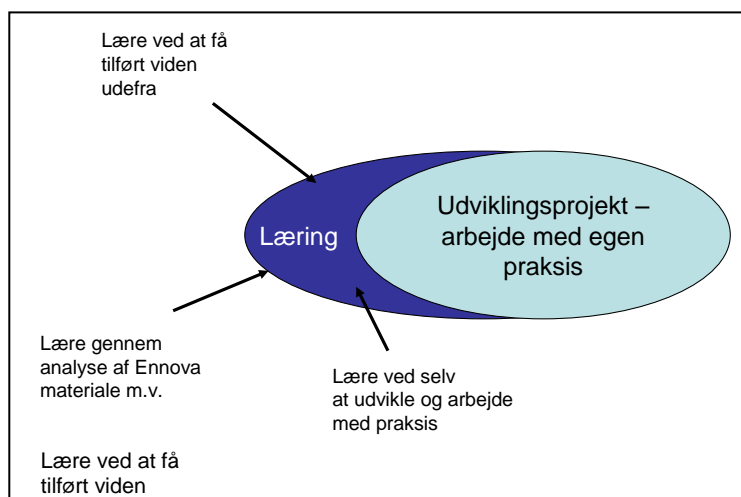 Lære ved at få
tilført viden
udefra
Læring
Udviklingsprojekt –
arbejde med egen
praksis
Lære gennem
analyse af Ennova
materiale m.v.
Lære ved selv
at udvikle og arbejde
med praksis
Lære ved at få
tilført viden